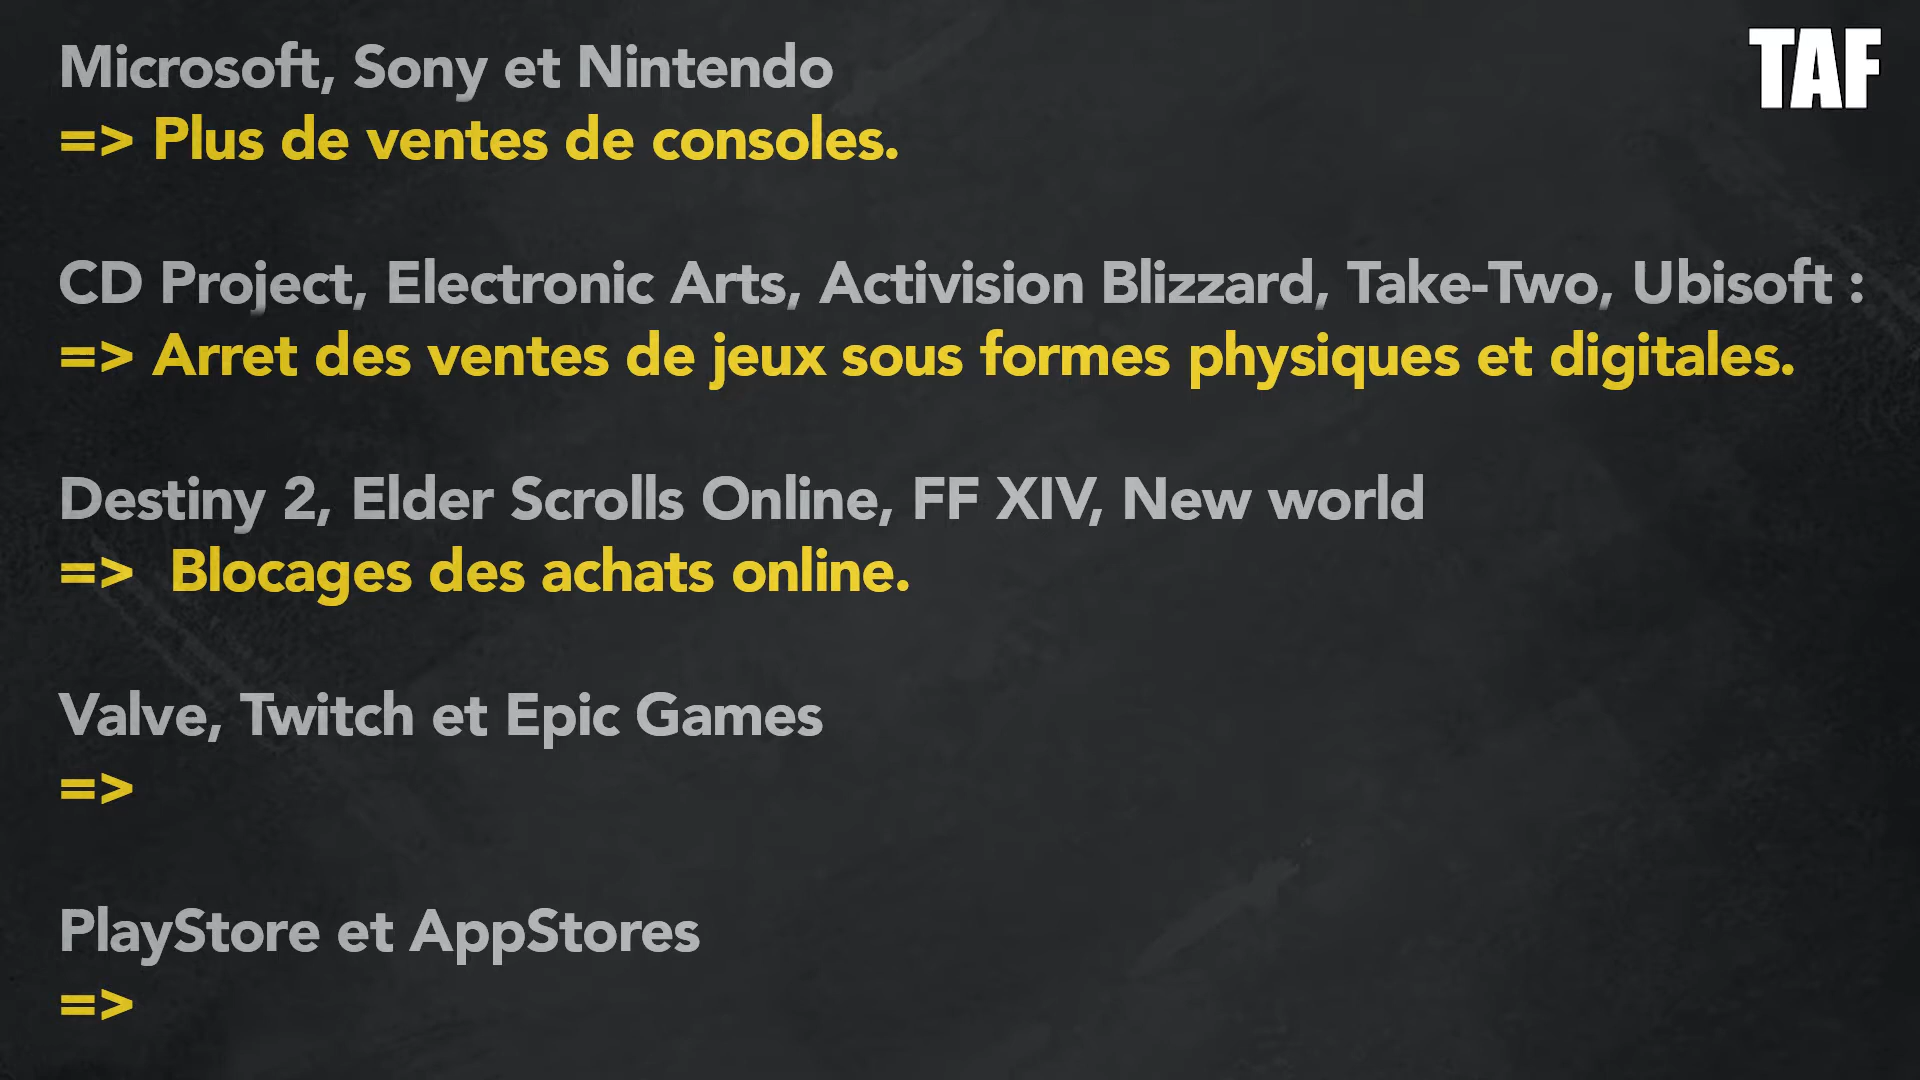 Microsoft, Sony et Nintendo
TAF
=> Plus de ventes de consoles.
CD Project, Electronic Arts, Activision Blizzard, Take-Two, Ubisoft :
=> Arret des ventes de jeux sous formes physiques et digitales.
Destiny 2, Elder Scrolls Online, FF XIV, New world
=> Blocages des achats online.
Valve, Twitch et Epic Games
=>
PlayStore et AppStores
=>